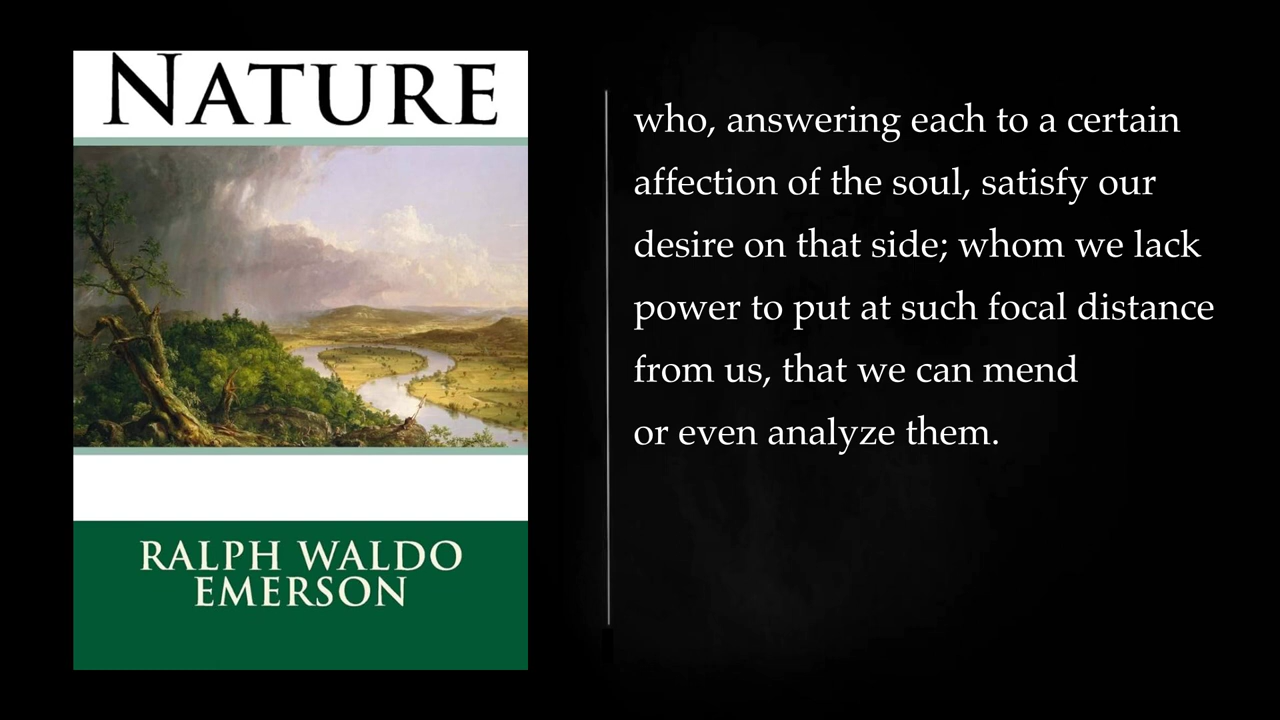 NATURE
RALPH WALDO
EMERSON
who, answering each to a certain
affection of the soul, satisfy our
desire on that side; whom we lack
power to put at such focal distance
from us, that we can mend
or even analyze them.